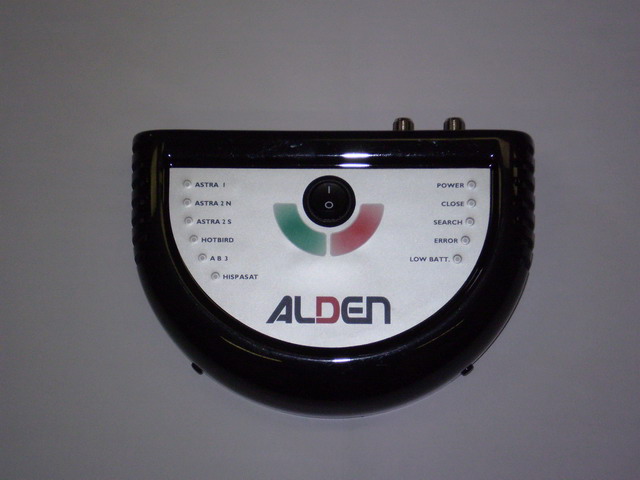 ASTRA 1
ASTRA 2 N
ASTRA 2 S
HOTBIRD
A B 3
HISPASAT
I
O
POWER
CLOSE
SEARCH
ERROR
LOW BATT.
ALDEN